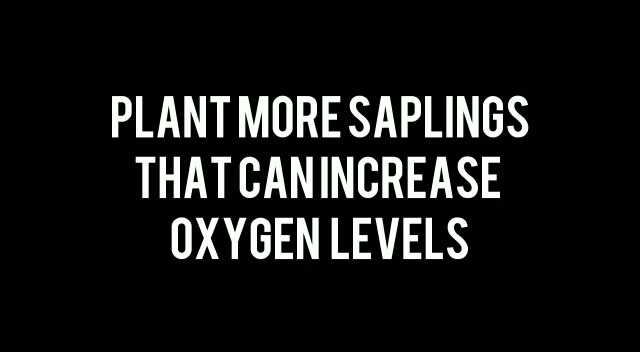 PLANT MORE SAPLINGS
THAT CAN INCREASE
OXYGEN LEVELS